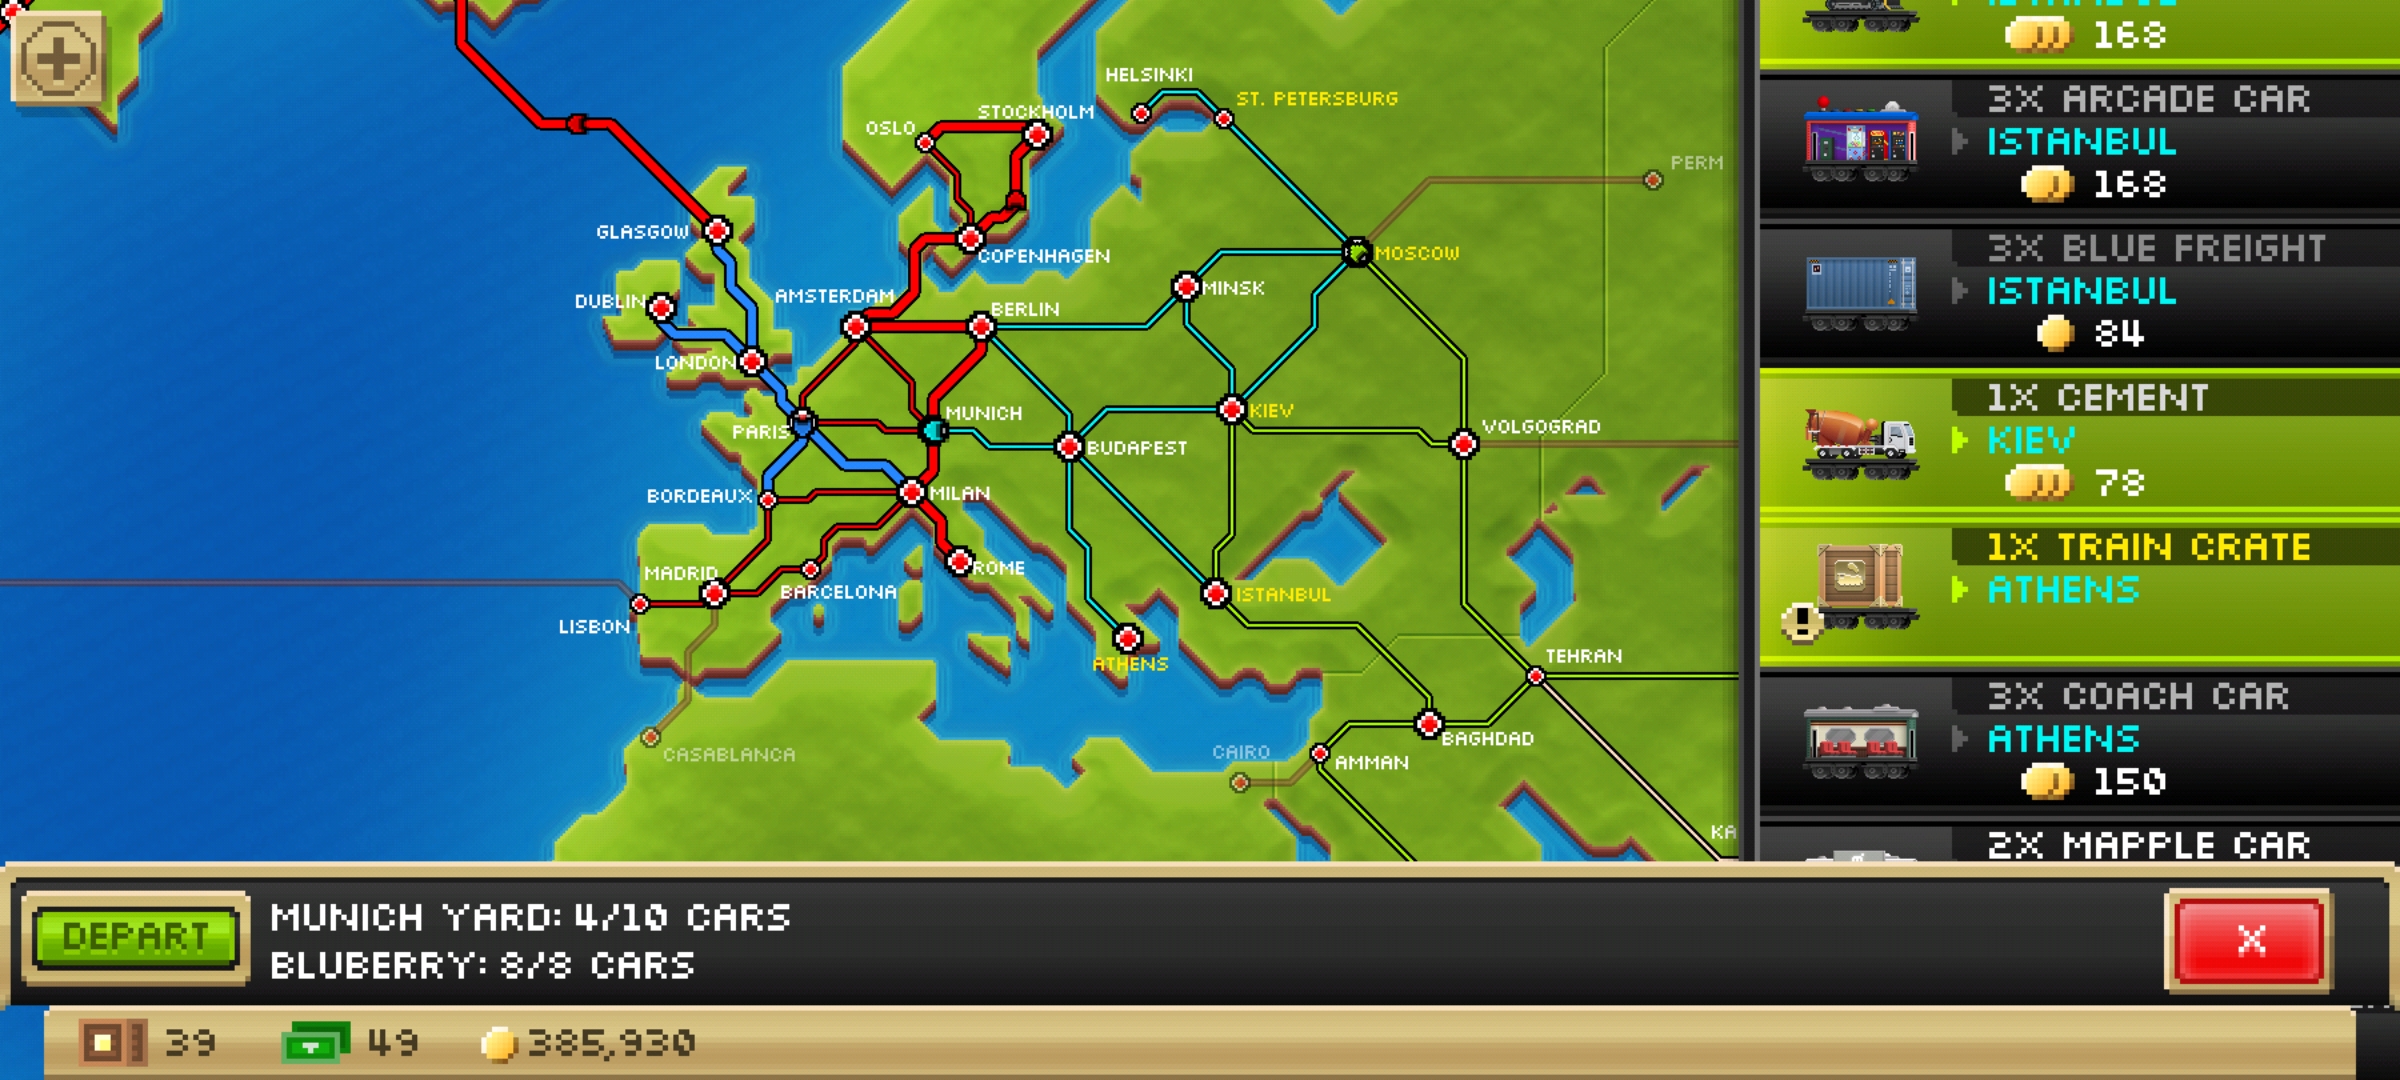 HELSINKI
ST. PETERSBURG
STOCKHOLM
OSLO
PERM
GLASGOW
COPENHAGEN
MOSCOW
AMSTERDAM
MINSK
DUBLIN
BERLIN
LONDON
MUNICH
KIEV
PARIS
VOLGOGRAD
BUDAPEST
BORDEAUX
MILAN
MADRID
ROME
BARCELONA
ISTANBUL
LISBON
ATHENS
TEHRAN
CASABLANCA
CAIRO
BAGHDAD
AMMAN
KA
168
3X ARCADE CAR
ISTANBUL
168
3X BLUE FREIGHT
ISTANBUL
84
1X CEMENT
KIEV
78
1X TRAIN CRATE
ATHENS
3X COACH CAR
ATHENS
150
2X MAPPLE CAR
DEPART
MUNICH YARD: 4/10 CARS
BLUBERRY: 8/8 CARS
X
39
49
385,930